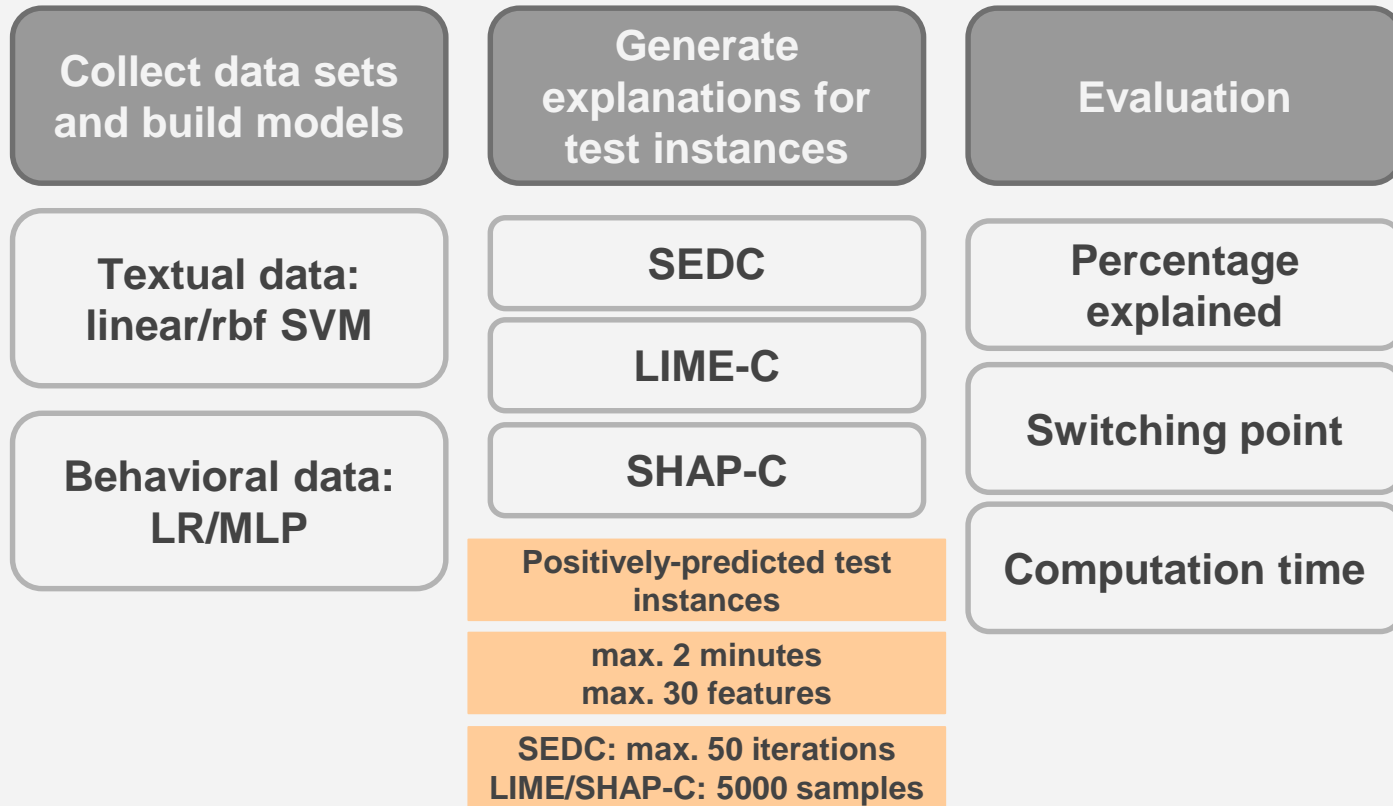 Collect data sets
and build models
Textual data:
linear/rbf SVM
Behavioral data:
LR/MLP
Generate
explanations for
test instances
SEDC
LIME-C
SHAP-C
Positively-predicted test
instances
max. 2 minutes
max. 30 features
SEDC: max. 50 iterations
LIME/SHAP-C: 5000 samples
Evaluation
Percentage
explained
Switching point
Computation time